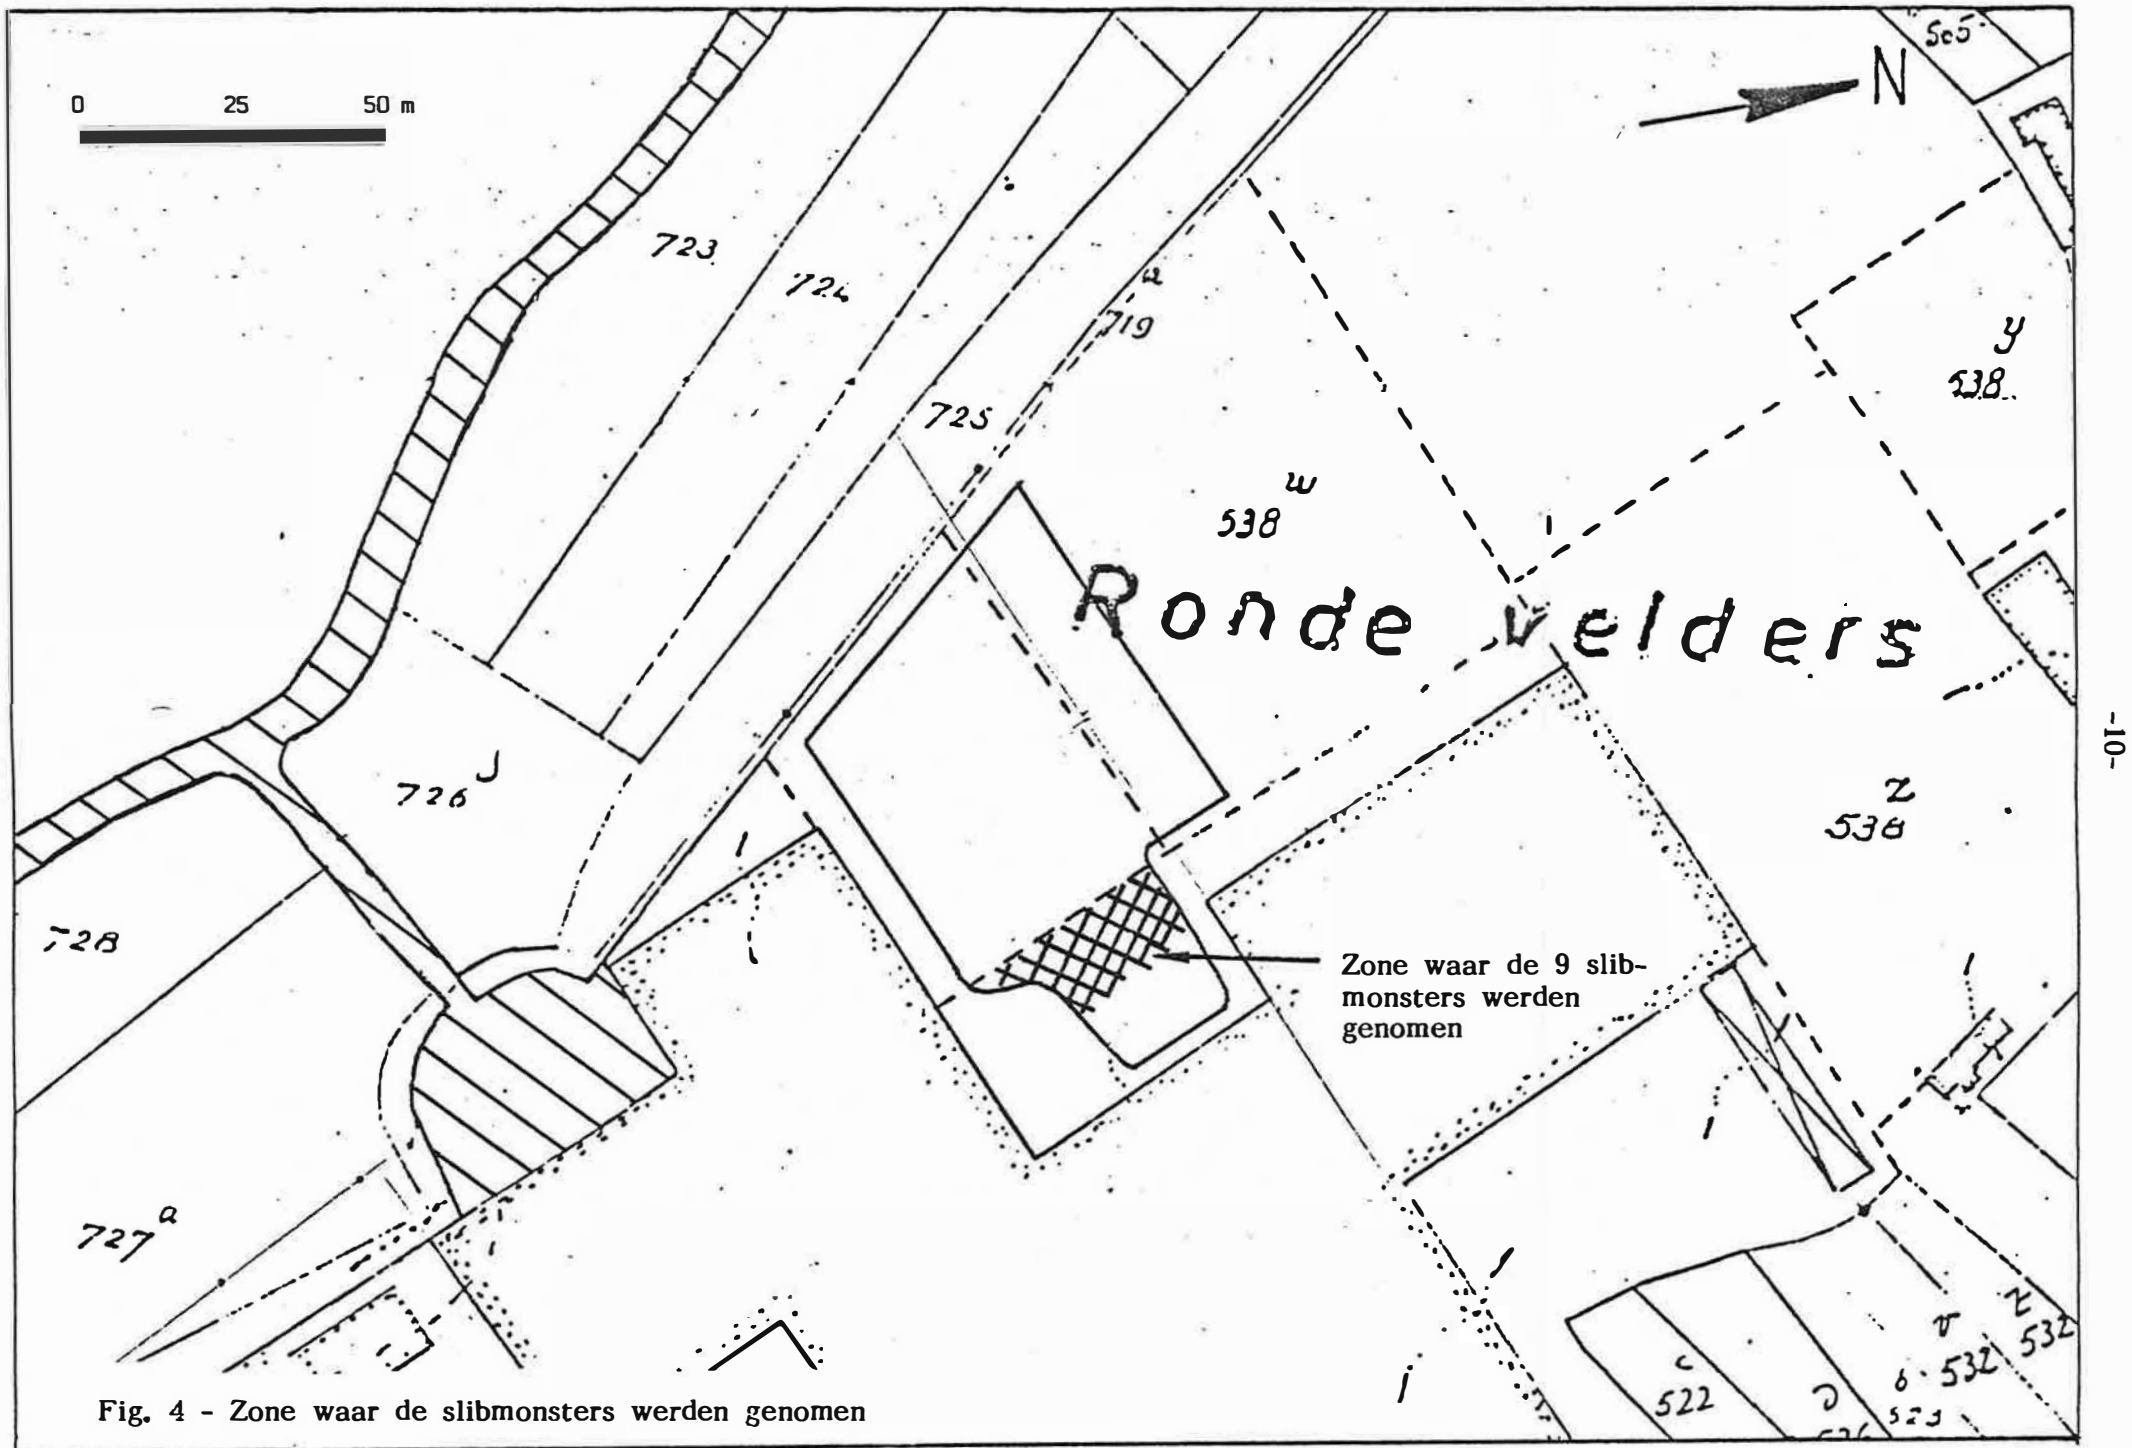 0 25 50 m
N
505
723
724
a
719
y
538
725
w
538
Ronde Velders
-10-
z
538
726 J
728
Zone waar de 9 slib-
monsters werden
genomen
727 a
z
532
v
532
c
522
Fig. 4 - Zone waar de slibmonsters werden genomen